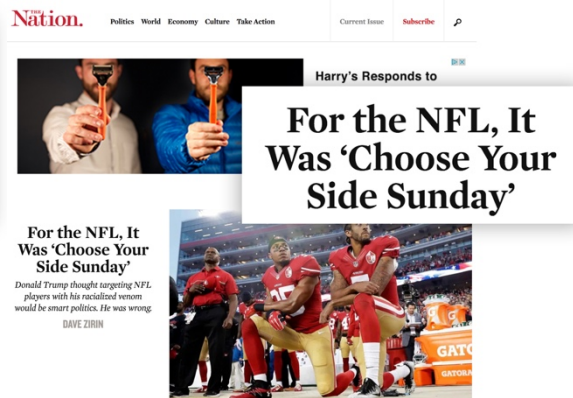 THE
Nation.
Politics World Economy Culture Take Action
Current Issue
Subscribe
Harry's Responds to
For the NFL, It
Was ‘Choose Your
Side Sunday’
For the NFL, It
Was ‘Choose Your
Side Sunday’
Donald Trump thought targeting NFL
players with his racialized venom
would be smart politics. He was wrong.
DAVE ZIRIN
35
GATO
GATOR